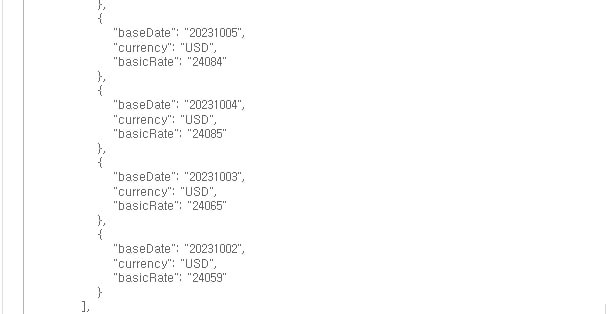 },
{
"baseDate": "20231005",
"currency": "USD",
"basicRate": "24084"
},
{
"baseDate": "20231004",
"currency": "USD",
"basicRate": "24085"
},
{
"baseDate": "20231003",
"currency": "USD",
"basicRate": "24065"
},
{
"baseDate": "20231002",
"currency": "USD",
"basicRate": "24059"
}
],